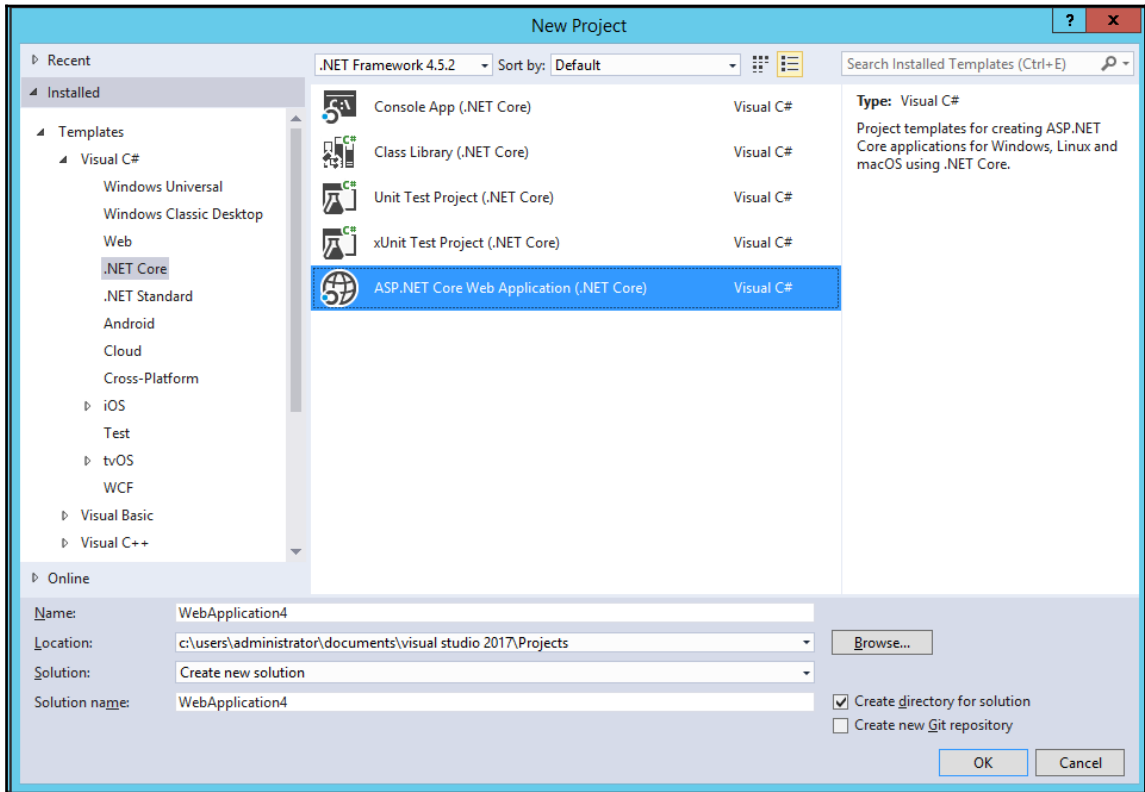 New Project
? x
Recent
.NET Framework 4.5.2 Sort by: Default
Search Installed Templates (Ctrl+E)
Installed
Templates
Visual C#
Windows Universal
Windows Classic Desktop
Web
.NET Core
.NET Standard
Android
Cloud
Cross-Platform
iOS
Test
tvOS
WCF
Visual Basic
Visual C++
Online
C:\ Console App (.NET Core) Visual C#
C# Class Library (.NET Core) Visual C#
C# Unit Test Project (.NET Core) Visual C#
C# xUnit Test Project (.NET Core) Visual C#
ASP.NET Core Web Application (.NET Core) Visual C#
Type: Visual C#
Project templates for creating ASP.NET
Core applications for Windows, Linux and
macOS using .NET Core.
Name: WebApplication4
Location: c:\users\administrator\documents\visual studio 2017\Projects Browse...
Solution: Create new solution
Solution name: WebApplication4
Create directory for solution
Create new Git repository
OK Cancel